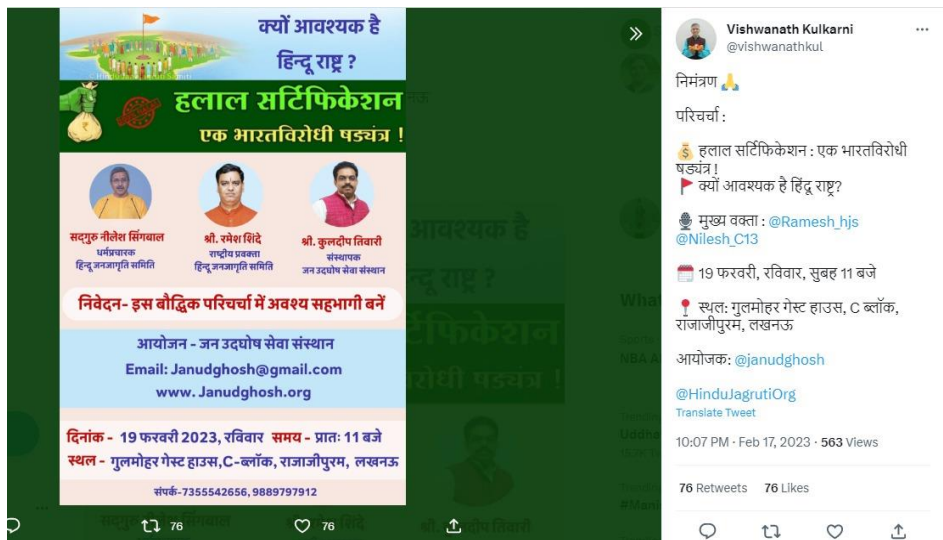 क्यों आवश्यक है
हिन्दू राष्ट्र ?
हलाल सर्टिफिकेशन
एक भारतविरोधी षड्यंत्र !
सद्गुरु नीलेश सिंगबाल
धर्मप्रचारक
हिन्दू जनजागृति समिति
श्री. रमेश शिंदे
राष्ट्रीय प्रवक्ता
हिन्दू जनजागृति समिति
श्री. कुलदीप तिवारी
संस्थापक
जन उदघोष सेवा संस्थान
निवेदन- इस बौद्धिक परिचर्चा में अवश्य सहभागी बनें
आयोजन - जन उदघोष सेवा संस्थान
Email: Janudghosh@gmail.com
www. Janudghosh.org
दिनांक - 19 फरवरी 2023, रविवार समय - प्रातः 11 बजे
स्थल - गुलमोहर गेस्ट हाउस,C-ब्लॉक, राजाजीपुरम, लखनऊ
संपर्क-7355542656, 9889797912
76
76
Vishwanath Kulkarni
@vishwanathkul
निमंत्रण 🙏
परिचर्चा :
💰 हलाल सर्टिफिकेशन : एक भारतविरोधी
षड्यंत्र !
🚩 क्यों आवश्यक है हिंदू राष्ट्र?
🎙️ मुख्य वक्ता : @Ramesh_hjs
@Nilesh_C13
🗓️ 19 फरवरी, रविवार, सुबह 11 बजे
📍 स्थल: गुलमोहर गेस्ट हाउस, C ब्लॉक,
राजाजीपुरम, लखनऊ
आयोजक: @janudghosh
@HinduJagrutiOrg
Translate Tweet
10:07 PM · Feb 17, 2023 · 563 Views
76 Retweets 76 Likes